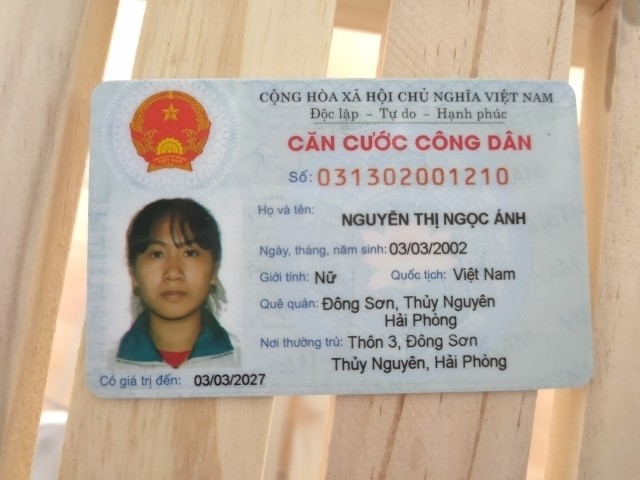 CỘNG HÒA XÃ HỘI CHỦ NGHĨA VIỆT NAM
Độc lập - Tự do - Hạnh phúc
CĂN CƯỚC CÔNG DÂN
Số: 031302001210
Họ và tên:
NGUYỄN THỊ NGỌC ÁNH
Ngày, tháng, năm sinh: 03/03/2002
Giới tính: Nữ Quốc tịch: Việt Nam
Quê quán: Đông Sơn, Thủy Nguyên
Hải Phòng
Nơi thường trú: Thôn 3, Đông Sơn
Thủy Nguyên, Hải Phòng
Có giá trị đến: 03/03/2027